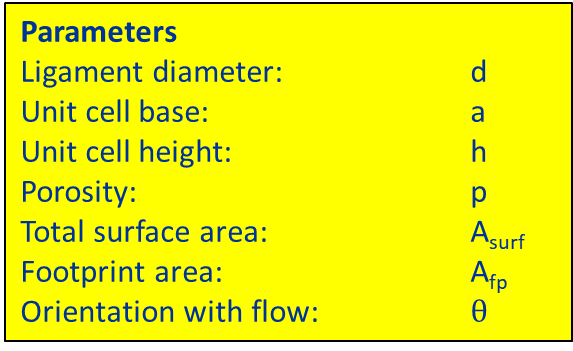 Parameters
Ligament diameter: d
Unit cell base: a
Unit cell height: h
Porosity: p
Total surface area: Asurf
Footprint area: Afp
Orientation with flow: θ